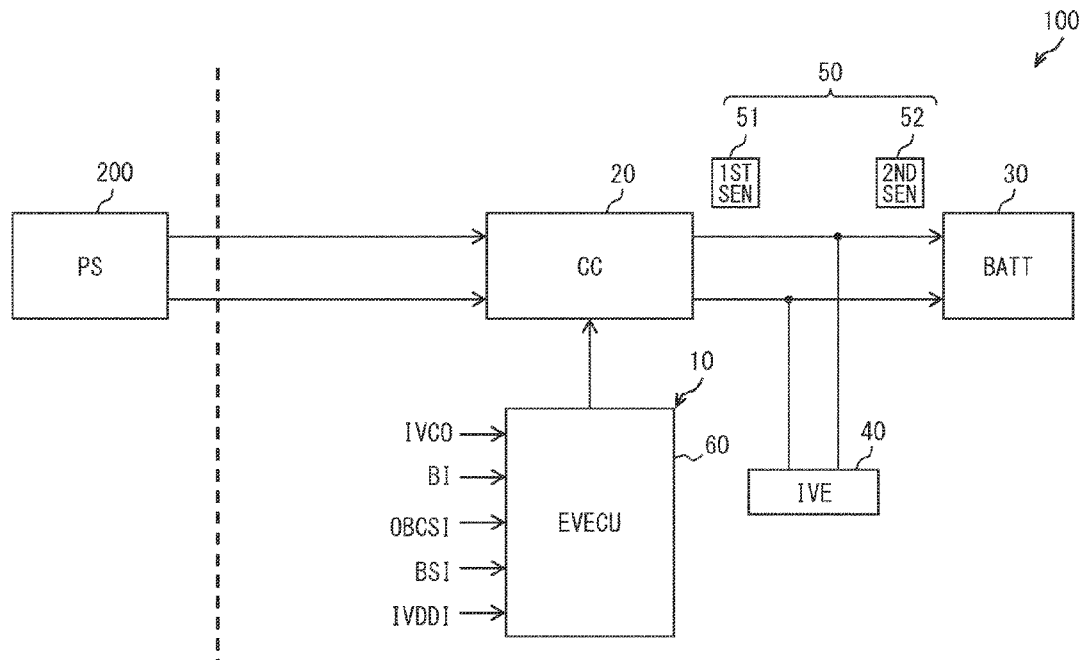 100
50
51
52
1ST
SEN
2ND
SEN
200
20
30
PS
CC
BATT
10
IVCO
60
40
BI
IVE
OBCSI
EVECU
BSI
IVDDI